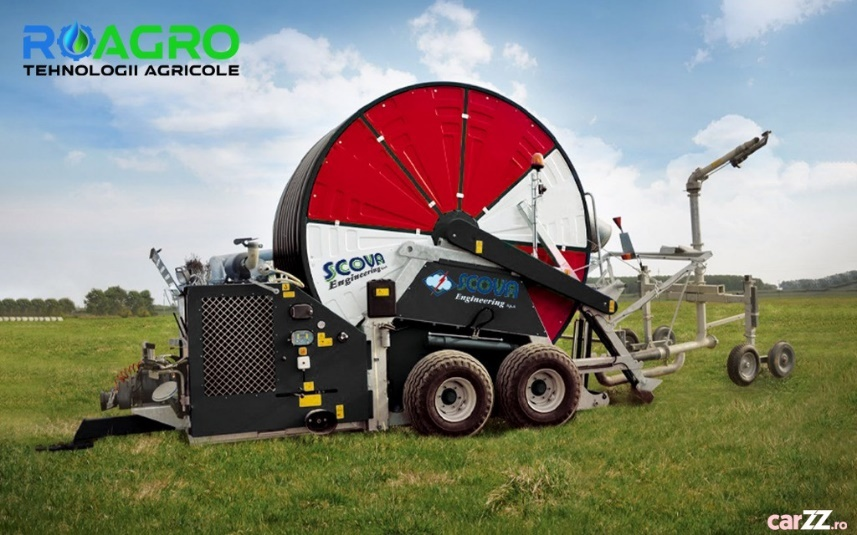 ROAGRO
TEHNOLOGII AGRICOLE
SCOVA
Engineering
SCOVA
Engineering S.p.A.
carZZ.ro